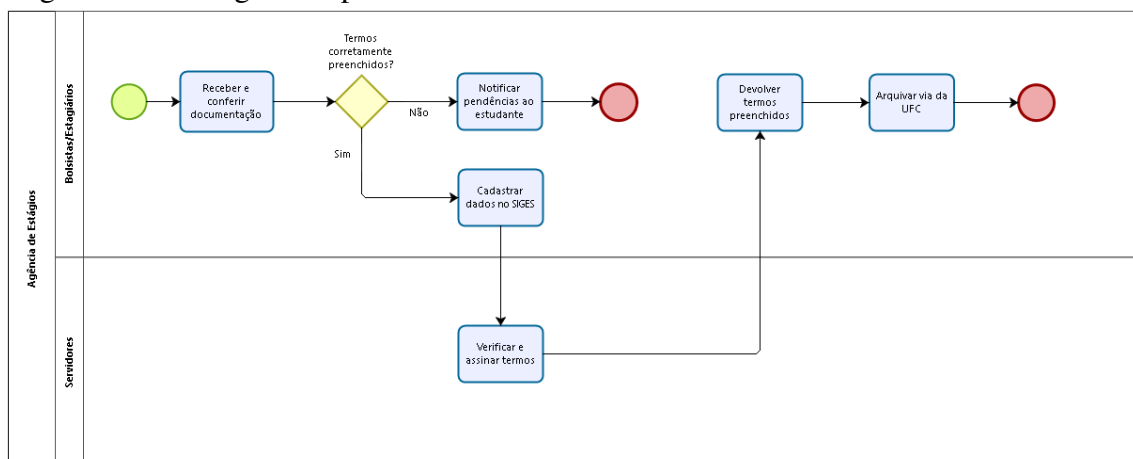 Agência de Estágios
Bolsistas/Estagiários
Receber e
conferir
documentação
Termos
corretamente
preenchidos?
Não
Sim
Notificar
pendências ao
estudante
Cadastrar
dados no SIGES
Devolver
termos
preenchidos
Arquivar via da
UFC
Servidores
Verificar e
assinar termos